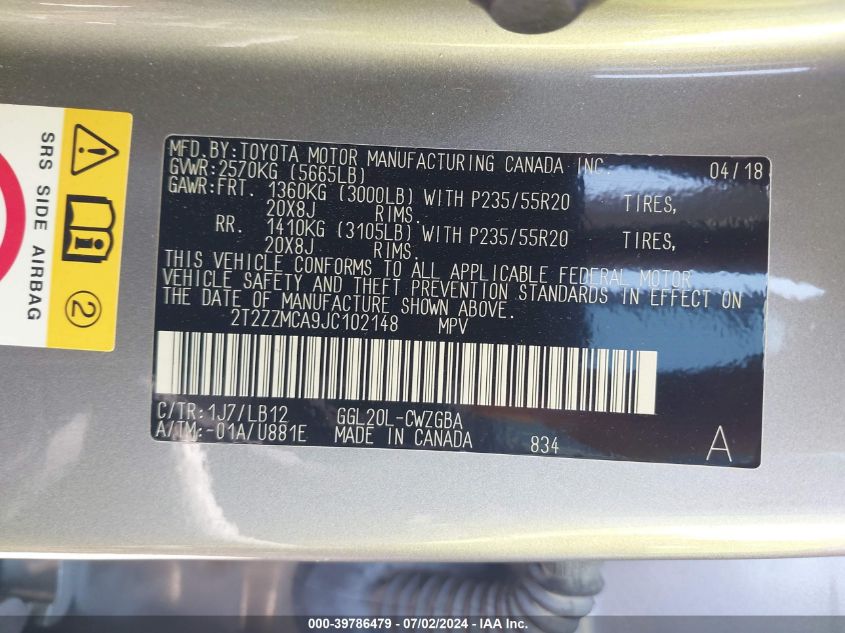 SRS SIDE AIRBAG
2
MFD.BY:TOYOTA MOTOR MANUFACTURING CANADA INC. 04/18
GVWR:2570KG (5665LB)
GAWR:FRT. 1360KG (3000LB) WITH P235/55R20 TIRES,
20X8J RIMS.
RR. 1410KG (3105LB) WITH P235/55R20 TIRES,
20X8J RIMS.
THIS VEHICLE CONFORMS TO ALL APPLICABLE FEDERAL MOTOR
VEHICLE SAFETY AND THEFT PREVENTION STANDARDS IN EFFECT ON
THE DATE OF MANUFACTURE SHOWN ABOVE.
2T2ZZMCA9JC102148 MPV
C/TR:1J7/LB12 GGL20L-CWZGBA
A/TM:-01A/U881E MADE IN CANADA 834 A
000-39786479 / 07/02/2024 - IAA Inc.